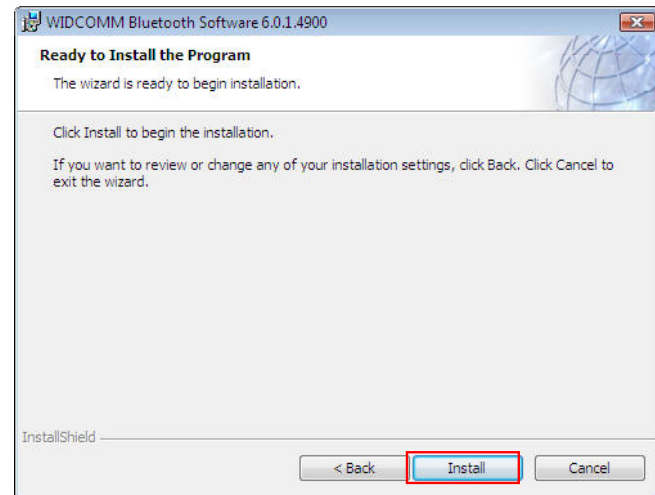 WIDCOMM Bluetooth Software 6.0.1.4900
Ready to Install the Program
The wizard is ready to begin installation.
Click Install to begin the installation.
If you want to review or change any of your installation settings, click Back. Click Cancel to
exit the wizard.
InstallShield
< Back Install Cancel